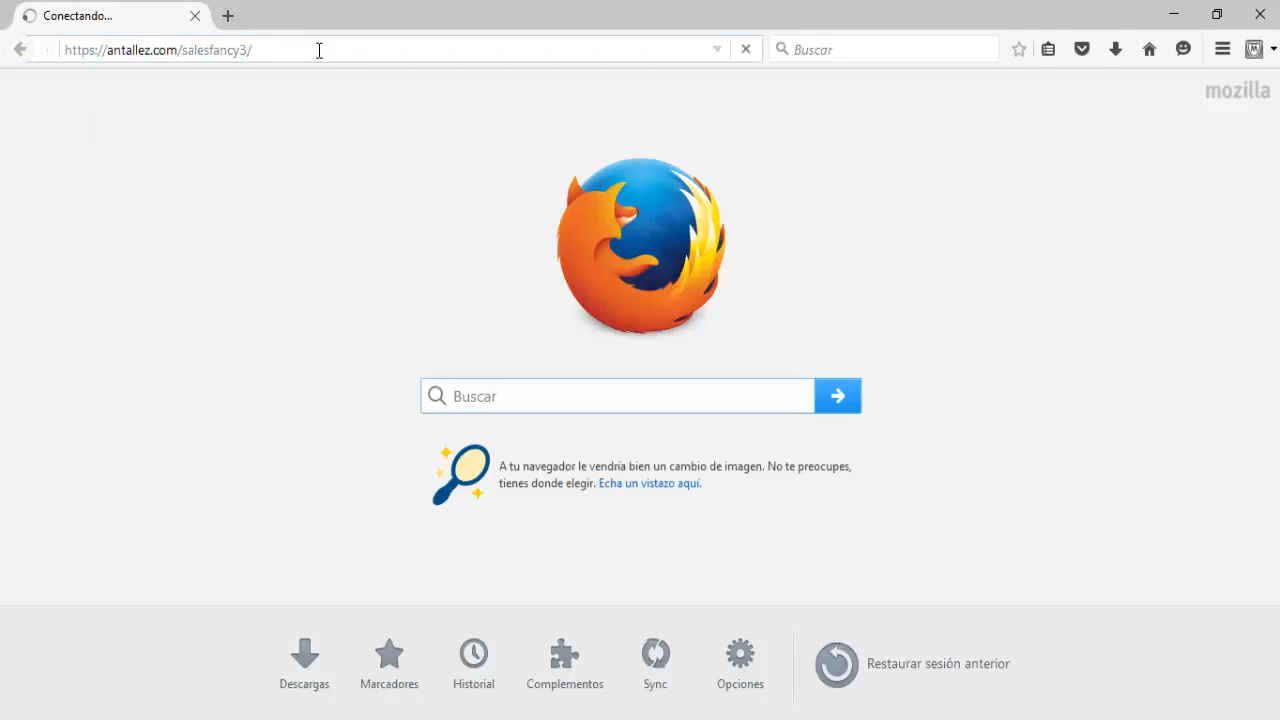 Conectando...
https://antallez.com/salesfancy3/
Buscar
mozilla
Buscar
A tu navegador le vendría bien un cambio de imagen. No te preocupes,
tienes donde elegir. Echa un vistazo aquí.
Descargas
Marcadores
Historial
Complementos
Sync
Opciones
Restaurar sesión anterior